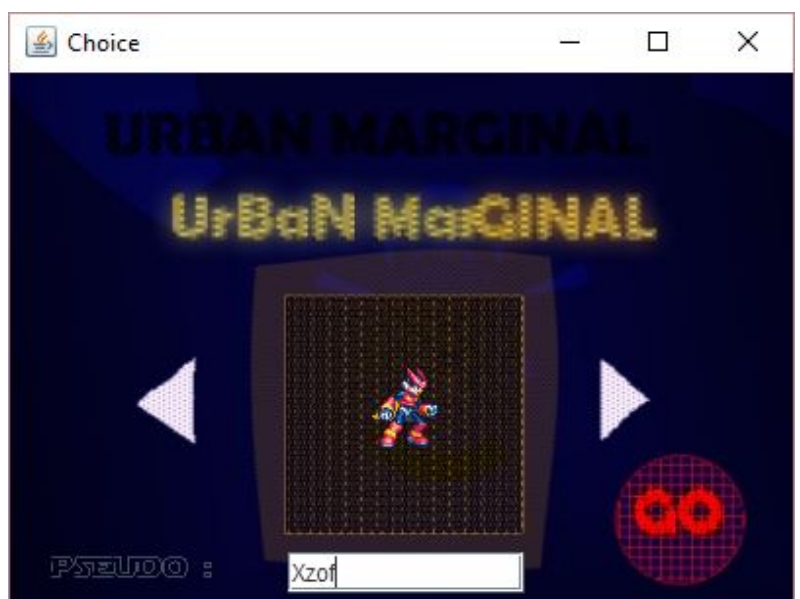 Choice
URBAN MARGINAL
UrBaN MarGINAL
PSEUDO :
Xzof
GO